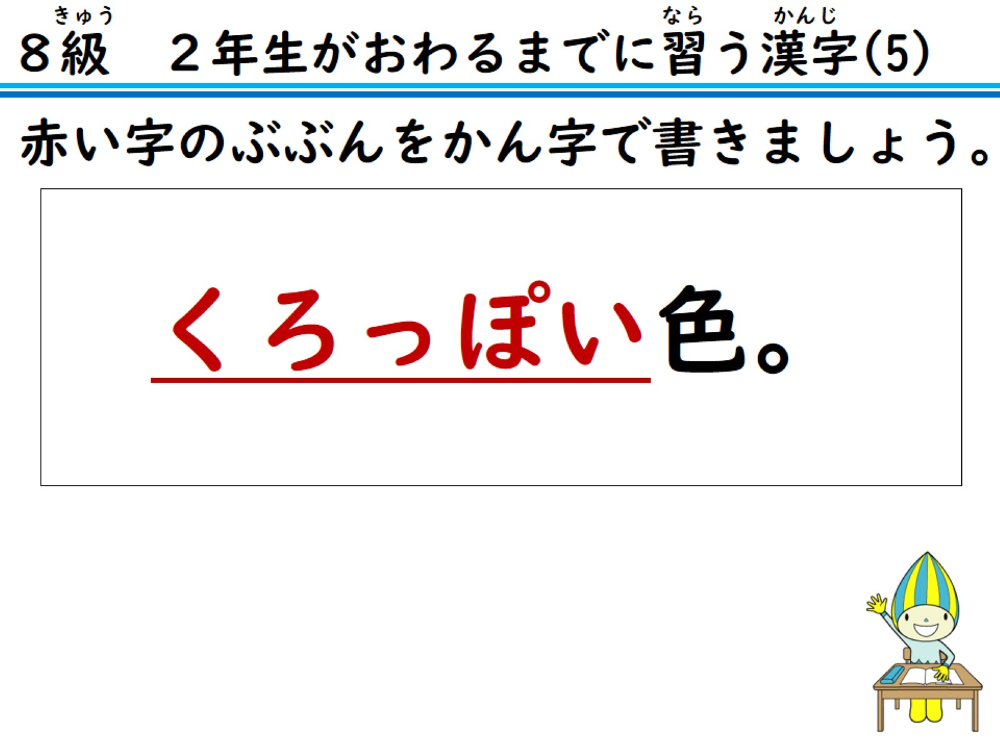 きゅう なら かんじ
8級 2年生がおわるまでに習う漢字(5)
赤い字のぶぶんをかん字で書きましょう。
くろっぽい色。